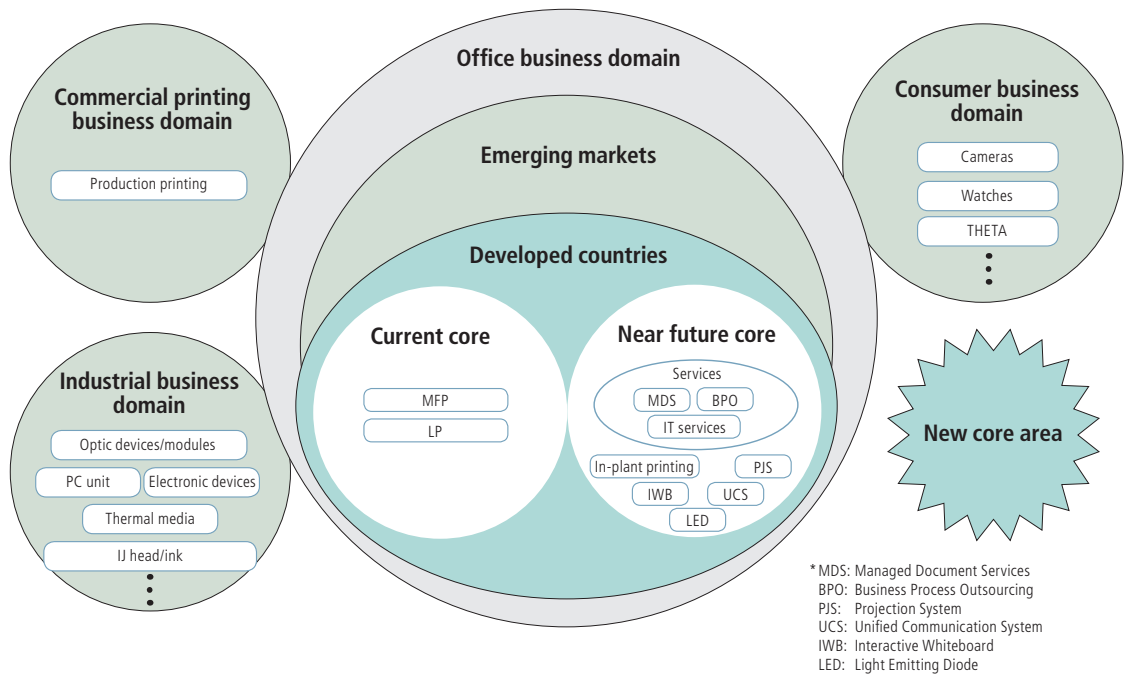 Commercial printing
business domain
Production printing
Industrial business
domain
Optic devices/modules
PC unit
Electronic devices
Thermal media
IJ head/ink
Office business domain
Emerging markets
Developed countries
Current core
MFP
LP
Near future core
Services
MDS
BPO
IT services
In-plant printing
PJS
IWB
UCS
LED
Consumer business
domain
Cameras
Watches
THETA
New core area
* MDS: Managed Document Services
BPO: Business Process Outsourcing
PJS: Projection System
UCS: Unified Communication System
IWB: Interactive Whiteboard
LED: Light Emitting Diode